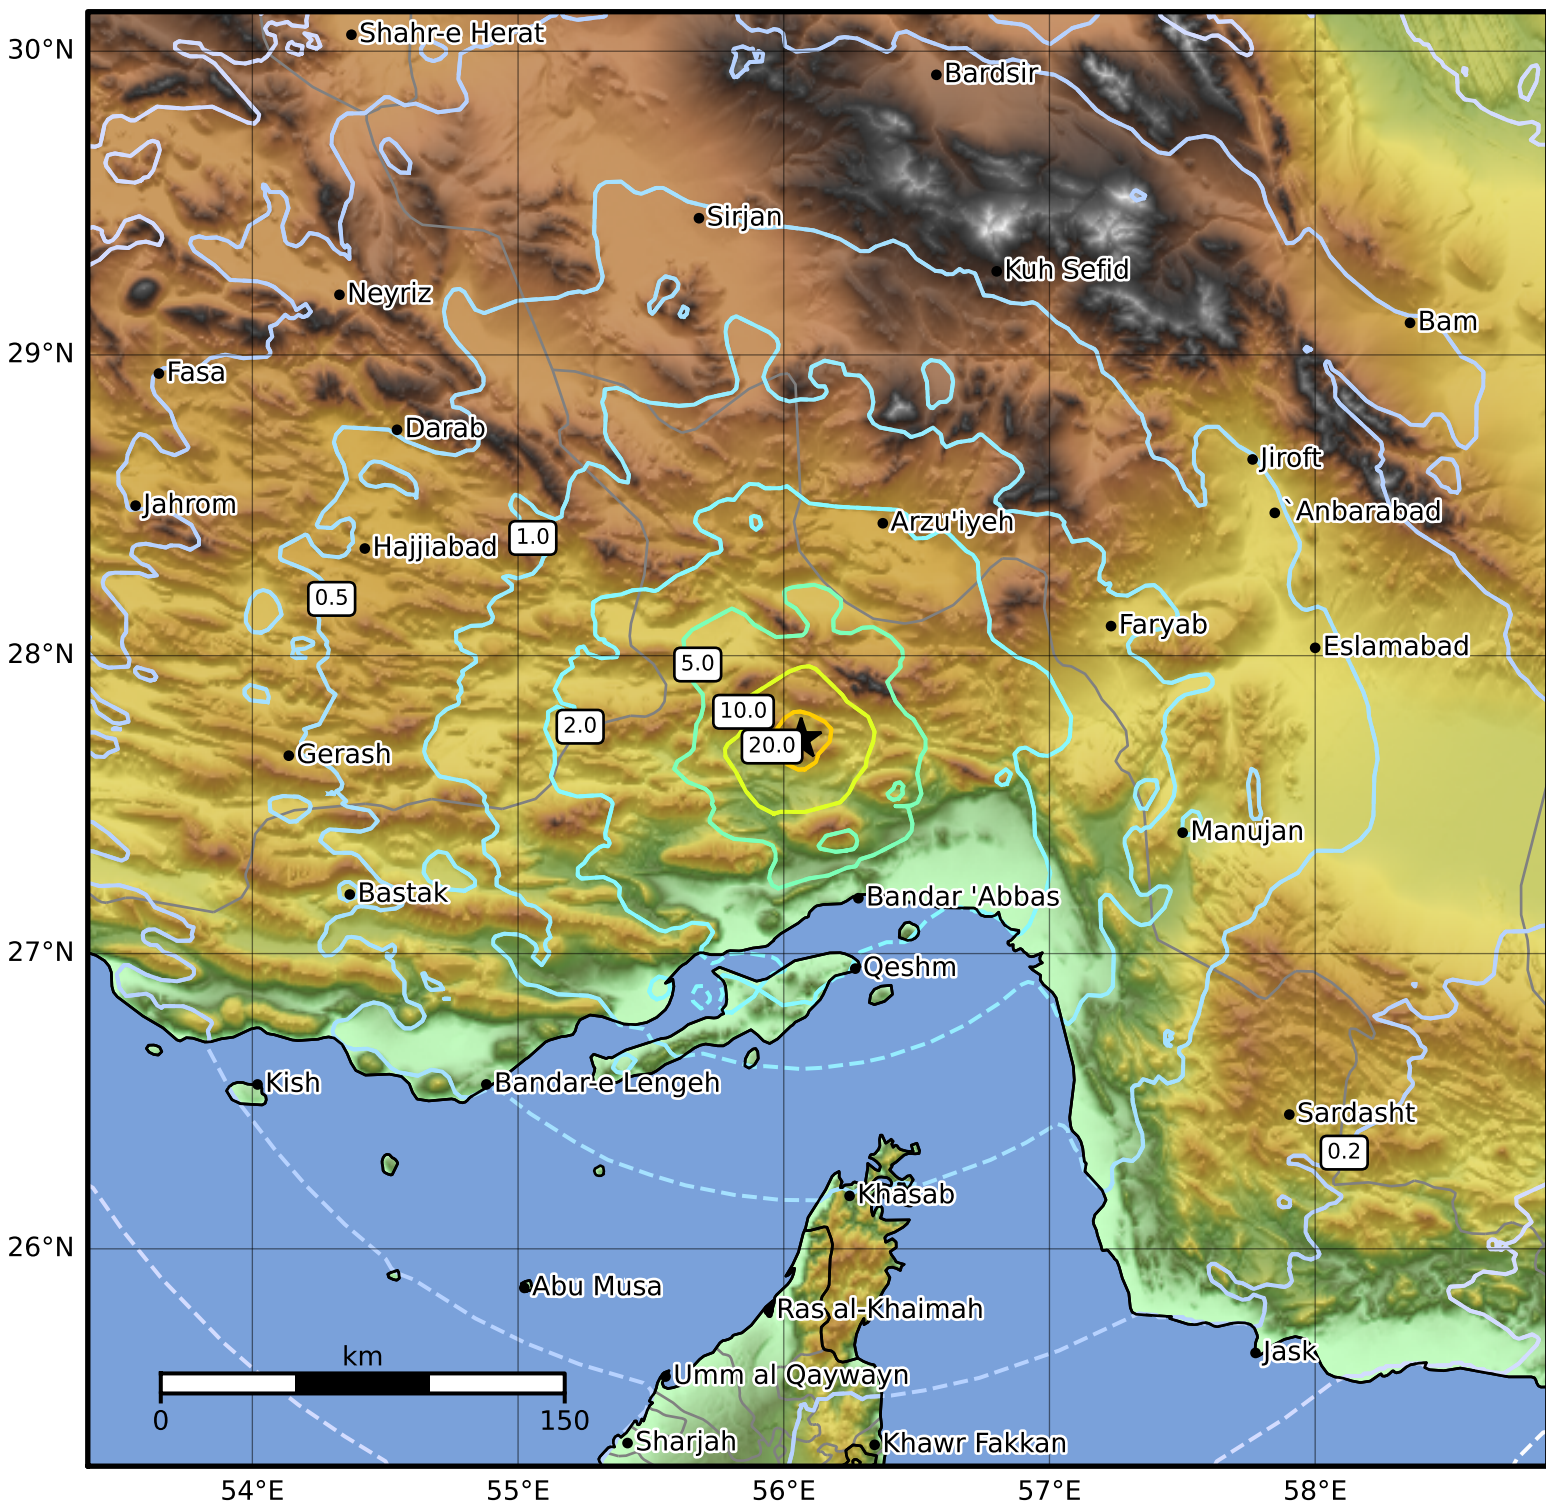 30°N
Shahr-e Herat
Bardsir
Sirjan
Kuh Sefid
Neyriz
Bam
29°N
Fasa
Darab
Jiroft
Jahrom
`Anbarabad
Arzu'iyeh
1.0
Hajjiabad
0.5
Faryab
Eslamabad
28°N
5.0
10.0
2.0
20.0
Gerash
Manujan
Bastak
Bandar 'Abbas
27°N
Qeshm
Kish
Bandar-e Lengeh
Sardasht
0.2
Khasab
26°N
Abu Musa
Ras al-Khaimah
Jask
km
Umm al Qaywayn
0
150
Sharjah
Khawr Fakkan
54°E
55°E
56°E
57°E
58°E